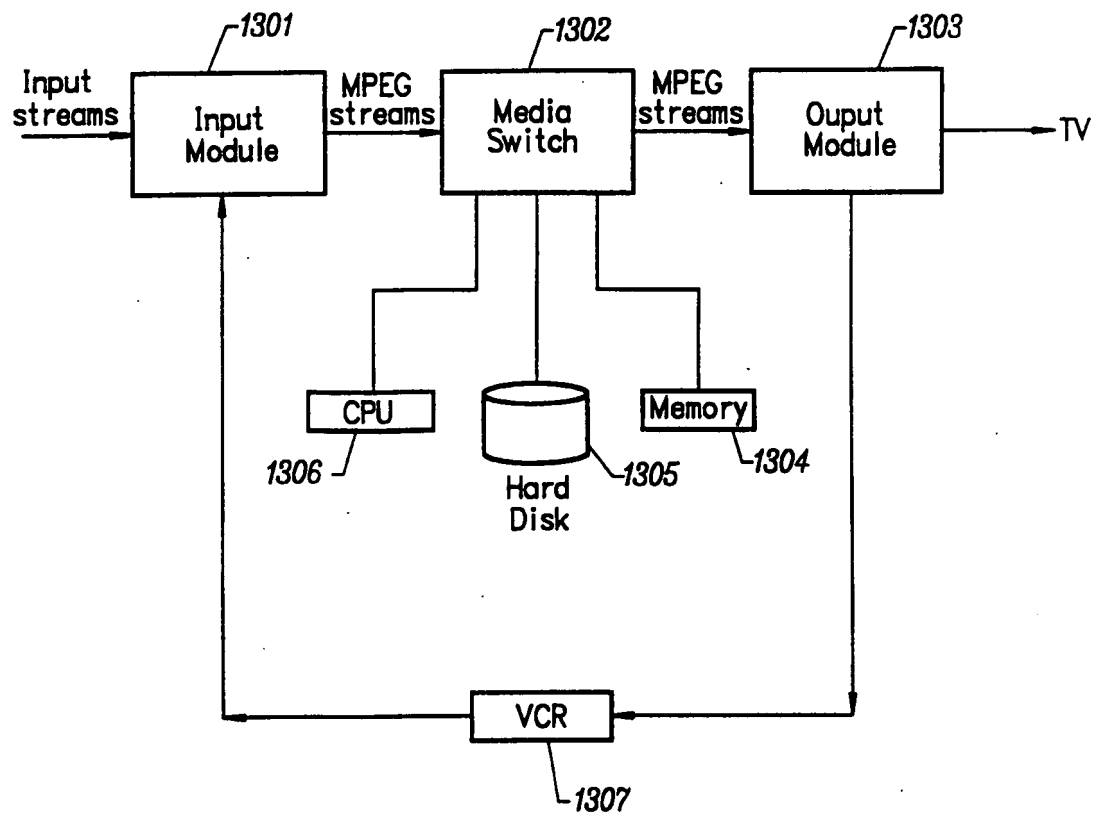 1301
1302
1303
Input
streams
Input
Module
MPEG
streams
Media
Switch
MPEG
streams
Ouput
Module
TV
CPU
1306
Hard
Disk
1305
Memory
1304
VCR
1307